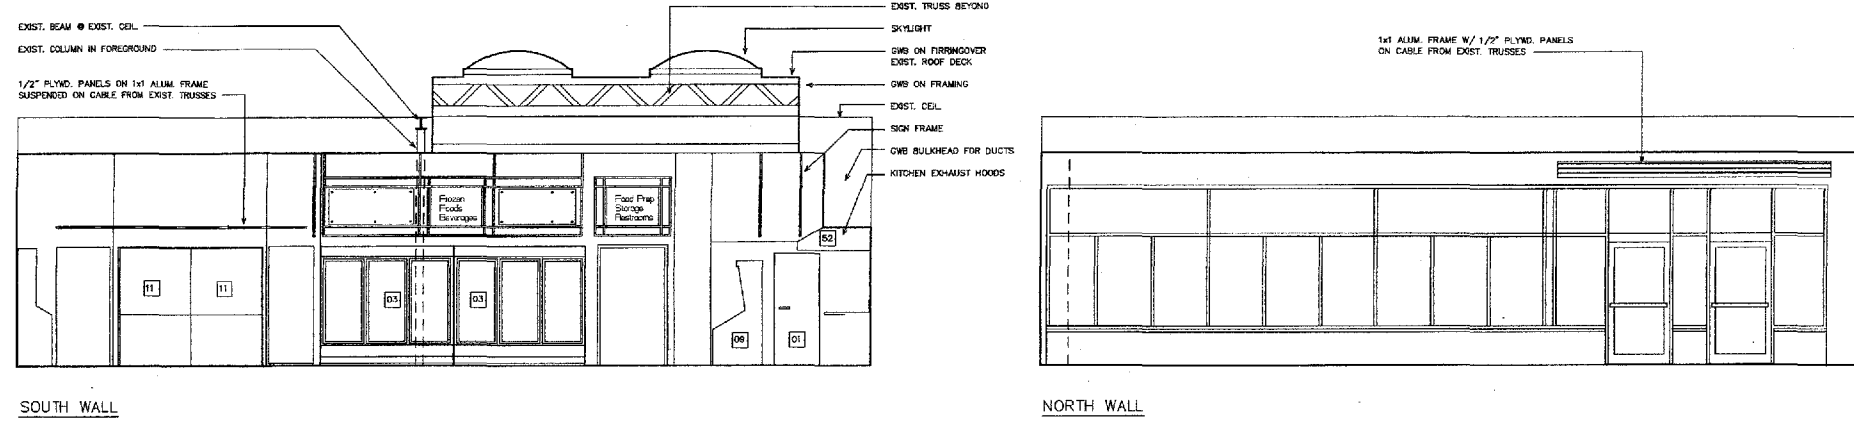 EXIST. BEAM @ EXIST. CEIL.
EXIST. COLUMN IN FOREGROUND
1/2" PLYWD. PANELS ON 1x1 ALUM. FRAME
SUSPENDED ON CABLE FROM EXIST. TRUSSES
EXIST. TRUSS BEYOND
SKYLIGHT
GWB ON FIRRINGOVER
EXIST. ROOF DECK
GWB ON FRAMING
EXIST. CEIL.
SIGN FRAME
GWB BULKHEAD FOR DUCTS
KITCHEN EXHAUST HOODS
Frozen
Foods
Beverages
Food Prep
Storage
Restrooms
52
11
11
03
03
09
01
SOUTH WALL
1x1 ALUM. FRAME W/ 1/2" PLYWD. PANELS
ON CABLE FROM EXIST. TRUSSES
NORTH WALL